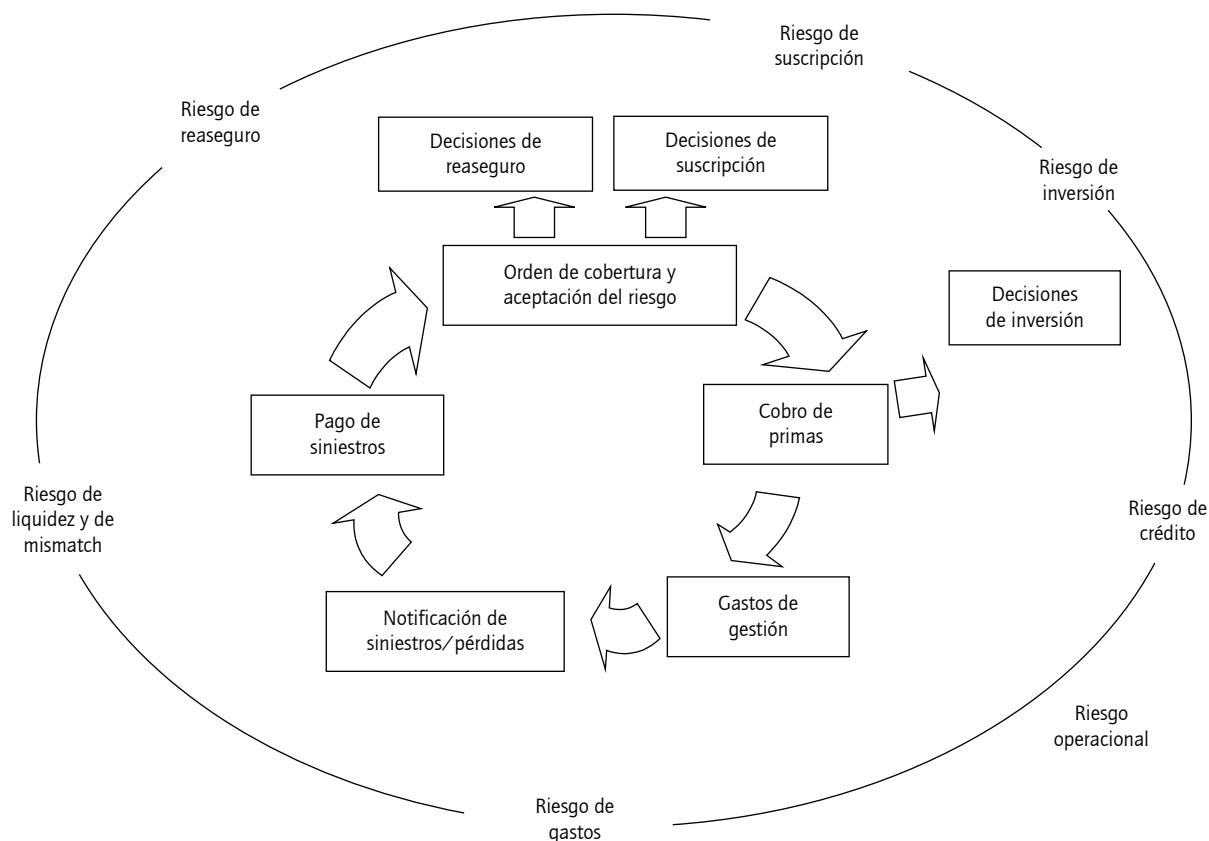 Riesgo de
suscripción
Riesgo de
reaseguro
Decisiones de
reaseguro
Decisiones de
suscripción
Riesgo de
inversión
Orden de cobertura y
aceptación del riesgo
Decisiones
de inversión
Pago de
siniestros
Cobro de
primas
Riesgo de
liquidez y de
mismatch
Riesgo de
crédito
Notificación de
siniestros/pérdidas
Gastos de
gestión
Riesgo
operacional
Riesgo de
gastos